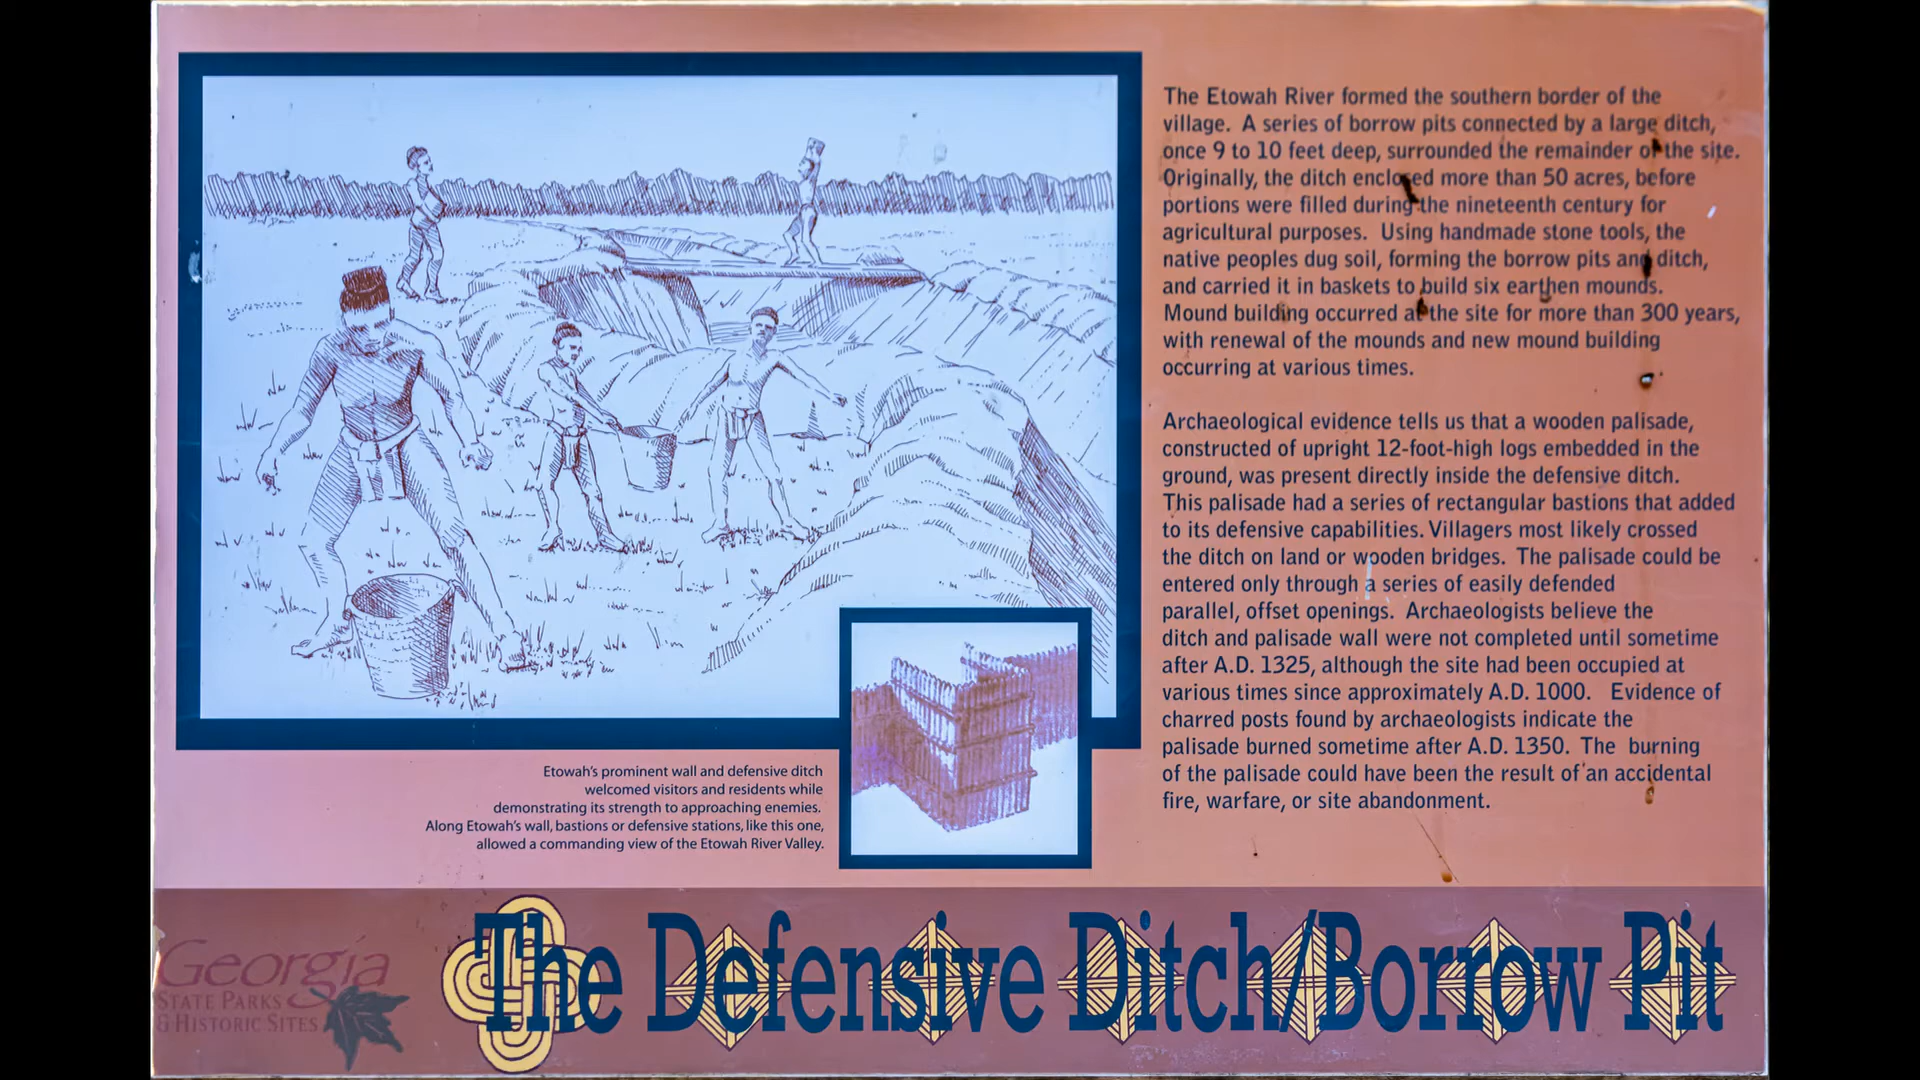 The Etowah River formed the southern border of the
village. A series of borrow pits connected by a large ditch,
once 9 to 10 feet deep, surrounded the remainder of the site.
Originally, the ditch enclosed more than 50 acres, before
portions were filled during the nineteenth century for
agricultural purposes. Using handmade stone tools, the
native peoples dug soil, forming the borrow pits and ditch,
and carried it in baskets to build six earthen mounds.
Mound building occurred at the site for more than 300 years,
with renewal of the mounds and new mound building
occurring at various times.
Archaeological evidence tells us that a wooden palisade,
constructed of upright 12-foot-high logs embedded in the
ground, was present directly inside the defensive ditch.
This palisade had a series of rectangular bastions that added
to its defensive capabilities. Villagers most likely crossed
the ditch on land or wooden bridges. The palisade could be
entered only through a series of easily defended
parallel, offset openings. Archaeologists believe the
ditch and palisade wall were not completed until sometime
after A.D. 1325, although the site had been occupied at
various times since approximately A.D. 1000. Evidence of
charred posts found by archaeologists indicate the
palisade burned sometime after A.D. 1350. The burning
of the palisade could have been the result of an accidental
fire, warfare, or site abandonment.
Etowah's prominent wall and defensive ditch
welcomed visitors and residents while
demonstrating its strength to approaching enemies.
Along Etowah's wall, bastions or defensive stations, like this one,
allowed a commanding view of the Etowah River Valley.
Georgia
STATE PARKS
& HISTORIC SITES
The Defensive Ditch/Borrow Pit